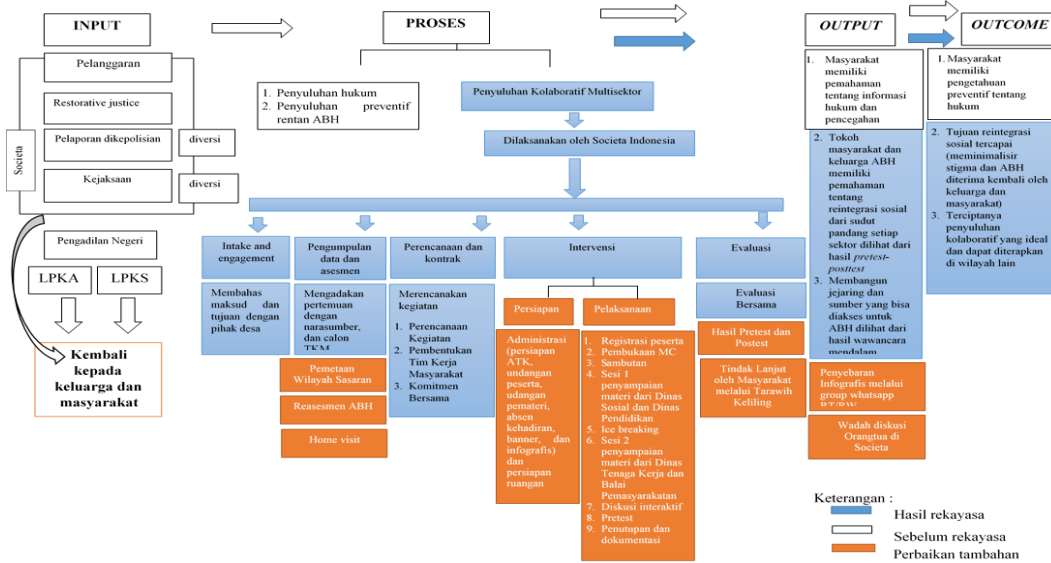 INPUT
Pelanggaran
Restorative justice
Pelaporan dikepolisian
diversi
Kejaksaan
diversi
Societa
Pengadilan Negeri
LPKA
LPKS
Kembali
kepada
keluarga dan
masyarakat
PROSES
1. Penyuluhan hukum
2. Penyuluhan preventif
rentan ABH
Penyuluhan Kolaboratif Multisektor
Dilaksanakan oleh Societa Indonesia
Intake and
engagement
Membahas
maksud dan
tujuan dengan
pihak desa
Pengumpulan
data dan
asesmen
Mengadakan
pertemuan
dengan
narasumber,
dan calon
TKM
Pemetaan
Wilayah Sasaran
Reasesmen ABH
Home visit
Perencanaan dan
kontrak
Merencanakan
kegiatan
1. Perencanaan
Kegiatan
2. Pembentukan
Tim Kerja
Masyarakat
3. Komitmen
Bersama
Intervensi
Persiapan
Administrasi
(persiapan
ATK,
undangan
peserta,
udangan
pemateri,
absen
kehadiran,
banner, dan
infografis)
dan
persiapan
ruangan
Pelaksanaan
1. Registrasi peserta
2. Pembukaan MC
3. Sambutan
4. Sesi 1
penyampaian
materi dari Dinas
Sosial dan Dinas
Pendidikan
5. Ice breaking
6. Sesi 2
penyampaian
materi dari Dinas
Tenaga Kerja dan
Balai
Pemasyarakatan
7. Diskusi interaktif
8. Pretest
9. Penutupan dan
dokumentasi
Evaluasi
Evaluasi
Bersama
Hasil Pretest dan
Postest
Tindak Lanjut
oleh Masyarakat
melalui Tarawih
Keliling
OUTPUT
1. Masyarakat
memiliki
pemahaman
tentang informasi
hukum dan
pencegahan
2. Tokoh
masyarakat dan
keluarga ABH
memiliki
pemahaman
tentang
reintegrasi sosial
dari sudut
pandang setiap
sektor dilihat dari
hasil pretest-
posttest
3. Membangun
jejaring dan
sumber yang bisa
diakses untuk
ABH dilihat dari
hasil wawancara
mendalam
Penyebaran
Infografis melalui
group whatsapp
RT/RW
Wadah diskusi
Orangtua di
Societa
OUTCOME
1. Masyarakat
memiliki
pengetahuan
preventif tentang
hukum
2. Tujuan reintegrasi
sosial tercapai
(meminimalisir
stigma dan ABH
diterima kembali oleh
keluarga dan
masyarakat)
3. Terciptanya
penyuluhan
kolaboratif yang ideal
dan dapat diterapkan
di wilayah lain
Keterangan :
Hasil rekayasa
Sebelum rekayasa
Perbaikan tambahan